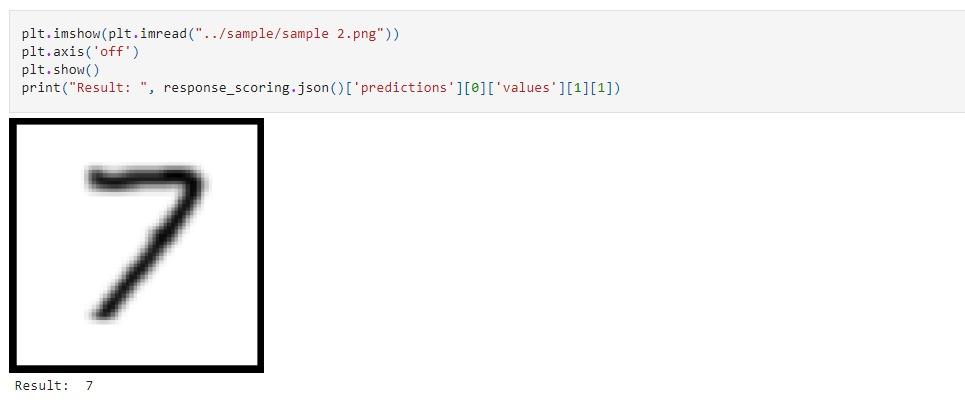 plt.imshow(plt.imread("../sample/sample 2.png"))
plt.axis('off')
plt.show()
print("Result: ", response_scoring.json()['predictions'][0]['values'][1][1])
7
Result:  7